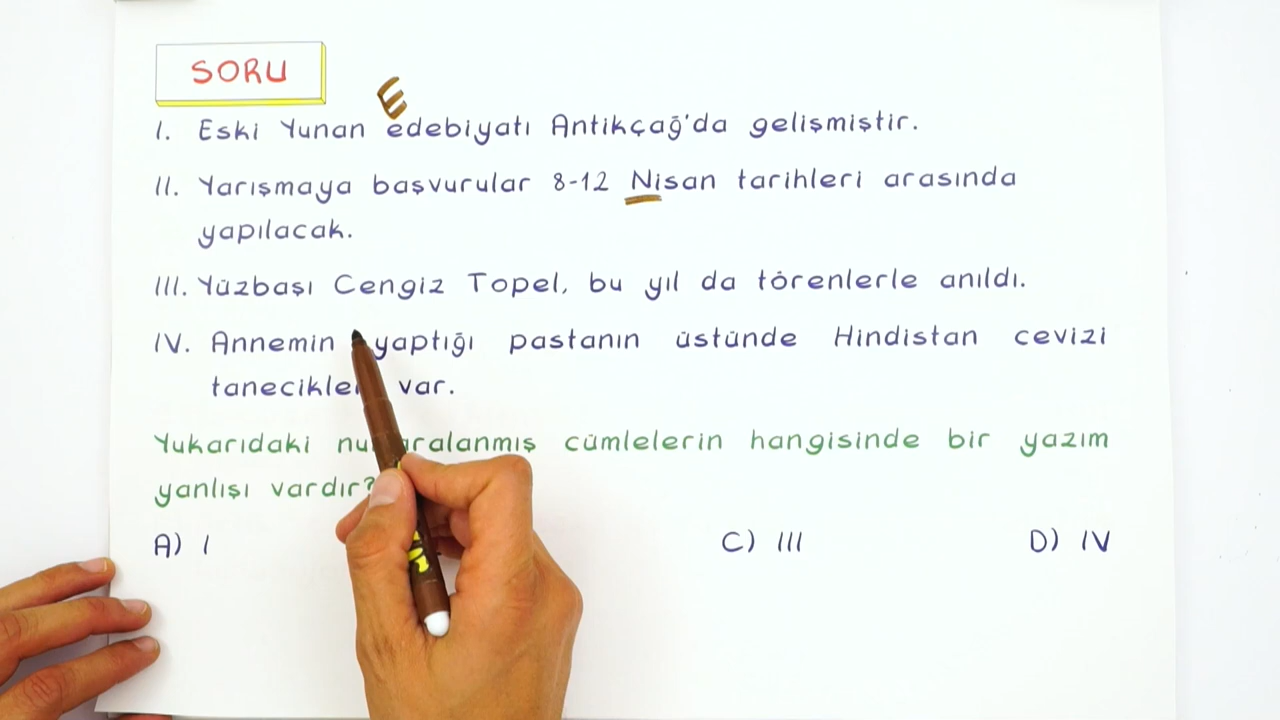 SORU
E
I. Eski Yunan edebiyatı Antikçağ'da gelişmiştir.
II. Yarışmaya başvurular 8-12 Nisan tarihleri arasında
yapılacak.
III. Yüzbaşı Cengiz Topel, bu yıl da törenlerle anıldı.
IV. Annemin yaptığı pastanın üstünde Hindistan cevizi
var.
Yukarıdaki cümlelerin hangisinde bir yazım
yanlışı vardır?
A) I C) III D) IV